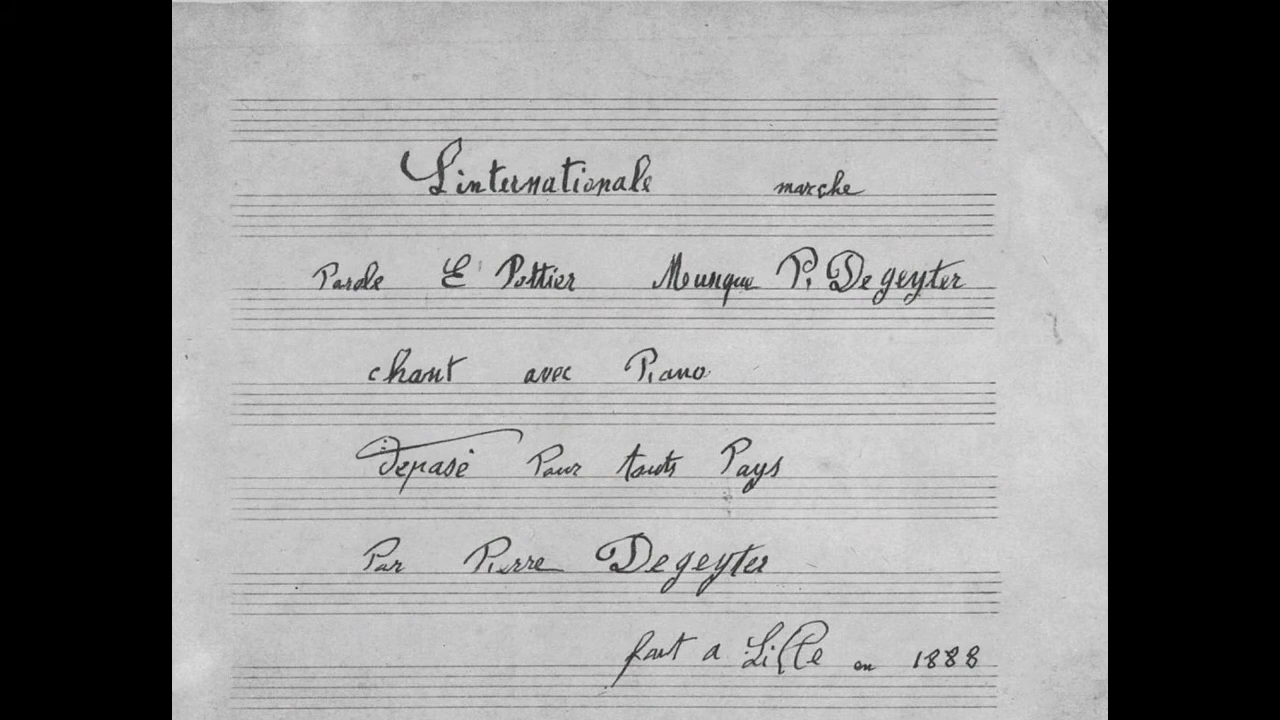 L'internationale marche
Parole E Pottier Musique P. Degeyter
chant avec Piano
Déposé Pour touts Pays
Par Pierre Degeyter
fait a Lille en 1888